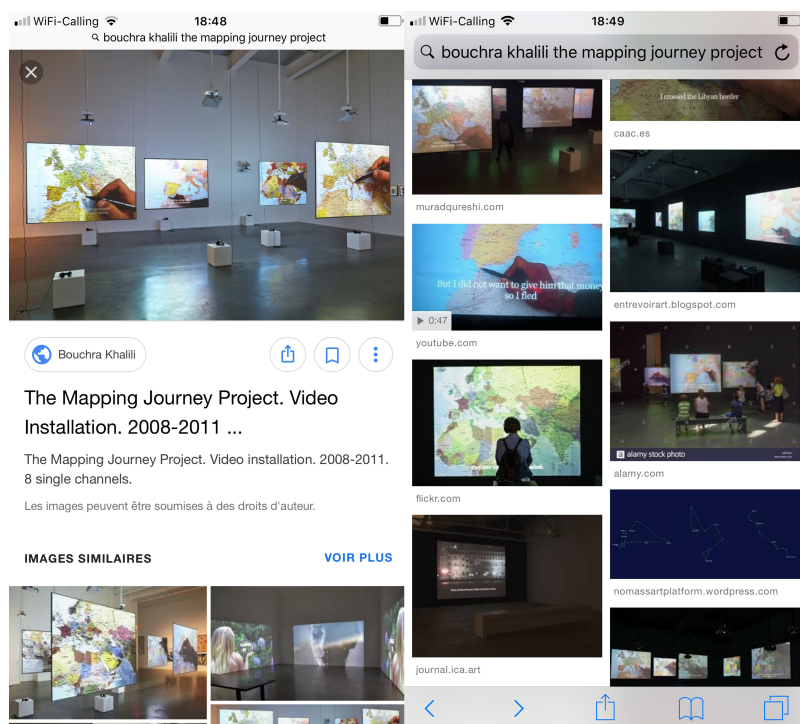 WiFi-Calling 18:48
bouchra khalili the mapping journey project
Bouchra Khalili
The Mapping Journey Project. Video
Installation. 2008-2011 ...
The Mapping Journey Project. Video installation. 2008-2011.
8 single channels.
Les images peuvent être soumises à des droits d'auteur.
IMAGES SIMILAIRES VOIR PLUS
WiFi-Calling 18:49
bouchra khalili the mapping journey project
muradqureshi.com
But I did not want to give him that money
so I fled
0:47
youtube.com
flickr.com
journal.ica.art
I crossed the Libyan border
caac.es
entrevoirart.blogspot.com
alamy
a alamy stock photo
alamy.com
nomassartplatform.wordpress.com